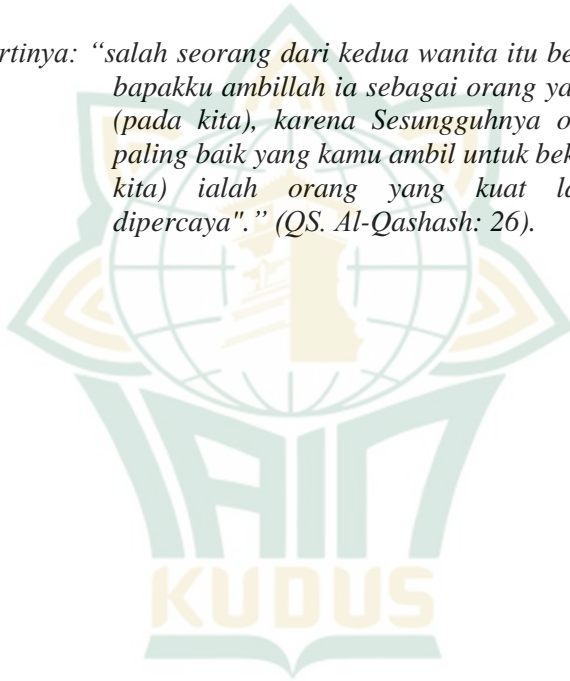 rtinya: “salah seorang dari kedua wanita itu be
bapakku ambillah ia sebagai orang ya
(pada kita), karena Sesungguhnya o
paling baik yang kamu ambil untuk bek
kita) ialah orang yang kuat la
dipercaya".” (QS. Al-Qashash: 26).
IAIN
KUDUS